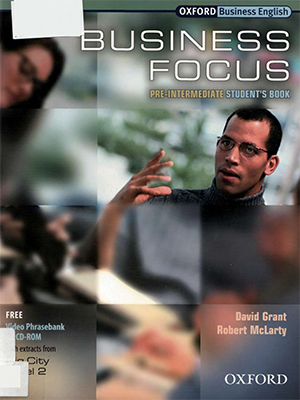 OXFORD Business English
BUSINESS
FOCUS
PRE-INTERMEDIATE STUDENT'S BOOK
David Grant
Robert McLarty
FREE
Video Phrasebank
CD-ROM
extracts from
City
2
OXFORD